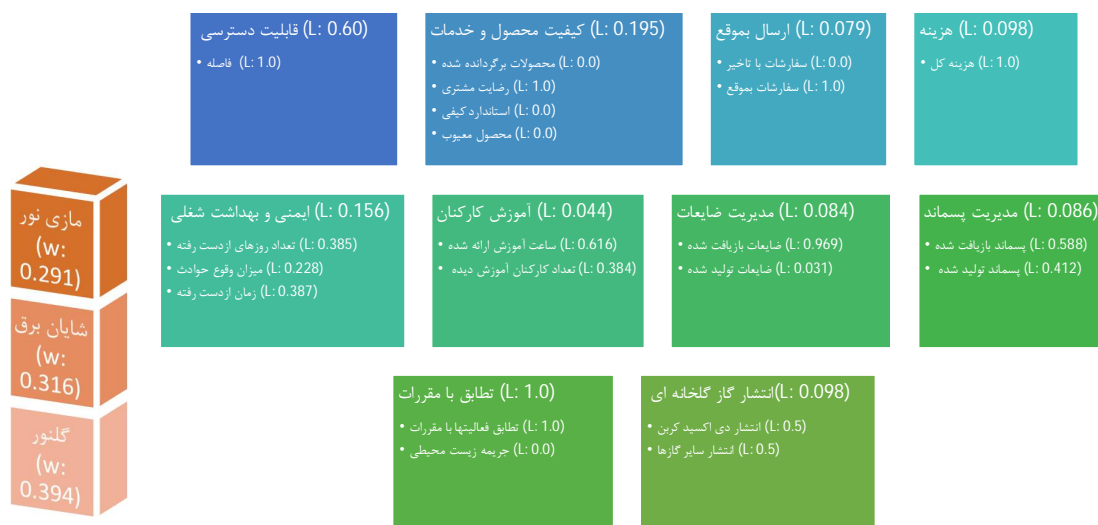 قابلیت دسترسی (L: 0.60)
• فاصله (L: 1.0)
کیفیت محصول و خدمات (L: 0.195)
• محصولات برگردانده شده (L: 0.0)
• رضایت مشتری (L: 1.0)
• استاندارد کیفی (L: 0.0)
• محصول معیوب (L: 0.0)
ارسال بموقع (L: 0.079)
• سفارشات با تاخیر (L: 0.0)
• سفارشات بموقع (L: 1.0)
هزینه (L: 0.098)
• هزینه کل (L: 1.0)
مازی نور
(w:
0.291)
شایان برق
(w:
0.316)
گلنور
(w:
0.394)
ایمنی و بهداشت شغلی (L: 0.156)
• تعداد روزهای ازدست رفته (L: 0.385)
• میزان وقوع حوادث (L: 0.228)
• زمان ازدست رفته (L: 0.387)
آموزش کارکنان (L: 0.044)
• ساعت آموزش ارائه شده (L: 0.616)
• تعداد کارکنان آموزش دیده (L: 0.384)
مدیریت ضایعات (L: 0.084)
• ضایعات بازیافت شده (L: 0.969)
• ضایعات تولید شده (L: 0.031)
مدیریت پسماند (L: 0.086)
• پسماند بازیافت شده (L: 0.588)
• پسماند تولید شده (L: 0.412)
تطابق با مقررات (L: 1.0)
• تطابق فعالیتها با مقررات (L: 1.0)
• جریمه زیست محیطی (L: 0.0)
انتشار گاز گلخانه ای(L: 0.098)
• انتشار دی اکسید کربن (L: 0.5)
• انتشار سایر گازها (L: 0.5)